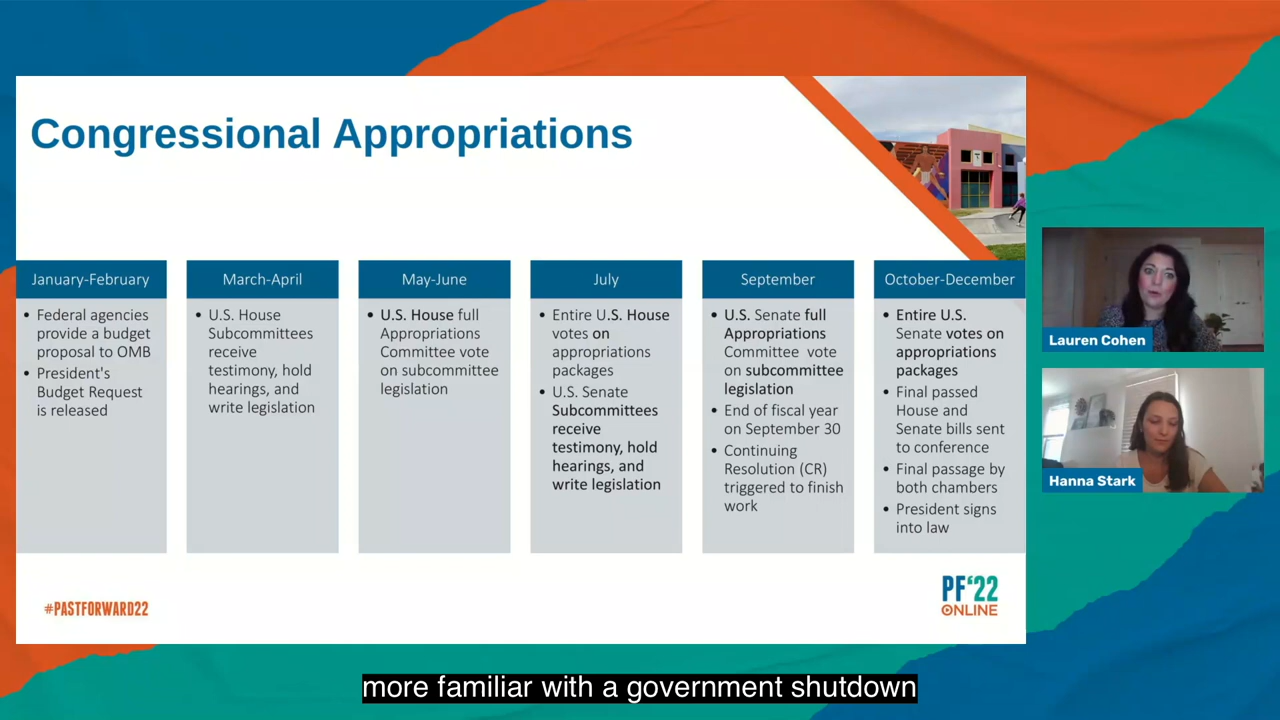 Congressional Appropriations
January-February
• Federal agencies
provide a budget
proposal to OMB
• President's
Budget Request
is released
March-April
• U.S. House
Subcommittees
receive
testimony, hold
hearings, and
write legislation
May-June
• U.S. House full
Appropriations
Committee vote
on subcommittee
legislation
July
• Entire U.S. House
votes on
appropriations
packages
• U.S. Senate
Subcommittees
receive
testimony, hold
hearings, and
write legislation
September
• U.S. Senate full
Appropriations
Committee vote
on subcommittee
legislation
• End of fiscal year
on September 30
• Continuing
Resolution (CR)
triggered to finish
work
October-December
• Entire U.S.
Senate votes on
appropriations
packages
• Final passed
House and
Senate bills sent
to conference
• Final passage by
both chambers
• President signs
into law
#PASTFORWARD22
PF'22
ONLINE
Lauren Cohen
Hanna Stark
more familiar with a government shutdown